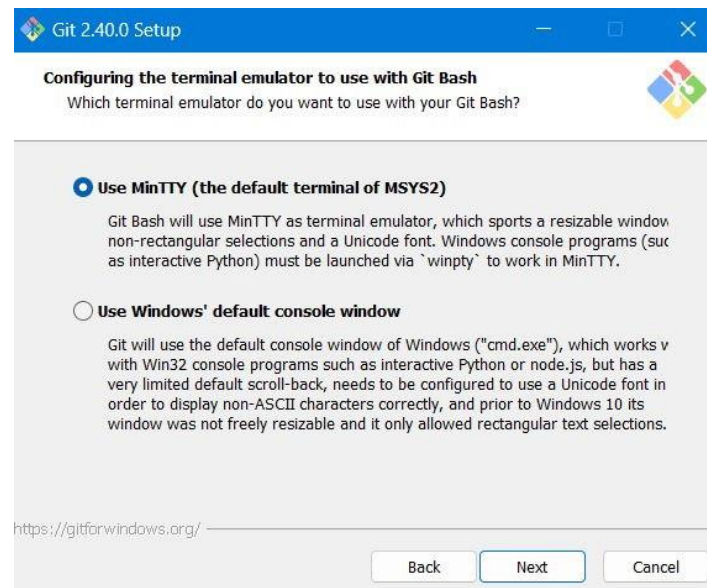 Git 2.40.0 Setup
Configuring the terminal emulator to use with Git Bash
Which terminal emulator do you want to use with your Git Bash?
Use MinTTY (the default terminal of MSYS2)
Git Bash will use MinTTY as terminal emulator, which sports a resizable window
non-rectangular selections and a Unicode font. Windows console programs (suc
as interactive Python) must be launched via `winpty` to work in MinTTY.
Use Windows' default console window
Git will use the default console window of Windows ("cmd.exe"), which works w
with Win32 console programs such as interactive Python or node.js, but has a
very limited default scroll-back, needs to be configured to use a Unicode font in
order to display non-ASCII characters correctly, and prior to Windows 10 its
window was not freely resizable and it only allowed rectangular text selections.
https://gitforwindows.org/
Back Next Cancel